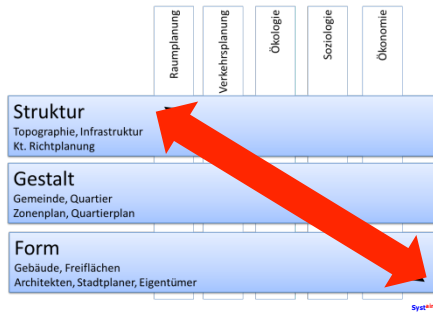 Raumplanung
Verkehrsplanung
Ökologie
Soziologie
Ökonomie
Struktur
Topographie, Infrastruktur
Kt. Richtplanung
Gestalt
Gemeinde, Quartier
Zonenplan, Quartierplan
Form
Gebäude, Freiflächen
Architekten, Stadtplaner, Eigentümer
Systaim